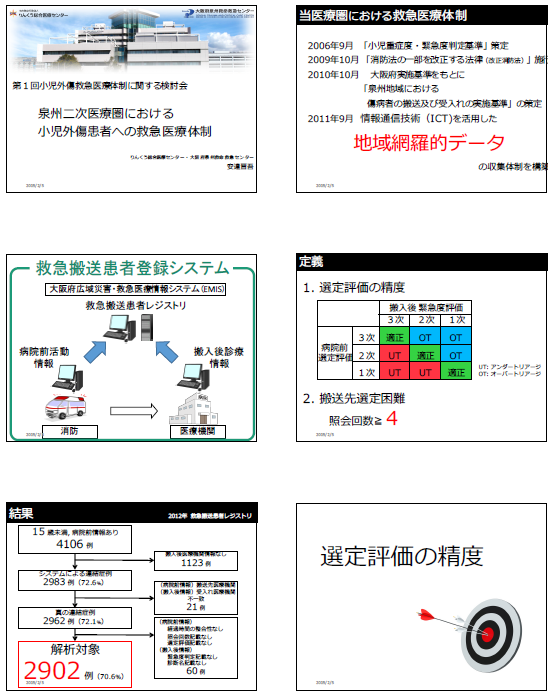 りんくう総合医療センター
大阪府泉州救命救急センター
第１回小児外傷救急医療体制に関する検討会
泉州二次医療圏における
小児外傷患者への救急医療体制
りんくう総合医療センター・大阪府泉州救命救急センター
安達晋吾
当医療圏における救急医療体制
2006年9月 「小児重症度・緊急度判定基準」策定
2009年10月 「消防法の一部を改正する法律（改正消防法）」施行
2010年10月 大阪府実施基準をもとに
「泉州地域における
傷病者の搬送及び受入れの実施基準」の策定
2011年9月 情報通信技術（ICT)を活用した
地域網羅的データ
の収集体制を構築
救急搬送患者登録システム
大阪府広域災害・救急医療情報システム(EMIS)
救急搬送患者レジストリ
病院前活動
情報
搬入後診療
情報
病院
消防
医療機関
定義
1. 選定評価の精度
搬入後 緊急度評価
3次 2次 1次
病院前
選定評価
3次 適正 OT OT
2次 UT 適正 OT
1次 UT UT 適正
UT: アンダートリアージ
OT: オーバートリアージ
2. 搬送先選定困難
照会回数≧4
結果
2012年 救急搬送患者レジストリ
15歳未満, 病院前情報あり
4106 例
搬入後医療機関情報なし
1123 例
システムによる連結症例
2983 例（72.6%）
（病院前情報）搬送先医療機関
（搬入後情報）受入れ医療機関
不一致
21 例
真の連結症例
2962 例（72.1%）
（病院前情報）
経過時間の整合性なし
照会回数記載なし
選定評価記載なし
（搬入後情報）
緊急度判定記載なし
診断名記載なし
60 例
解析対象
2902 例（70.6%）
選定評価の精度